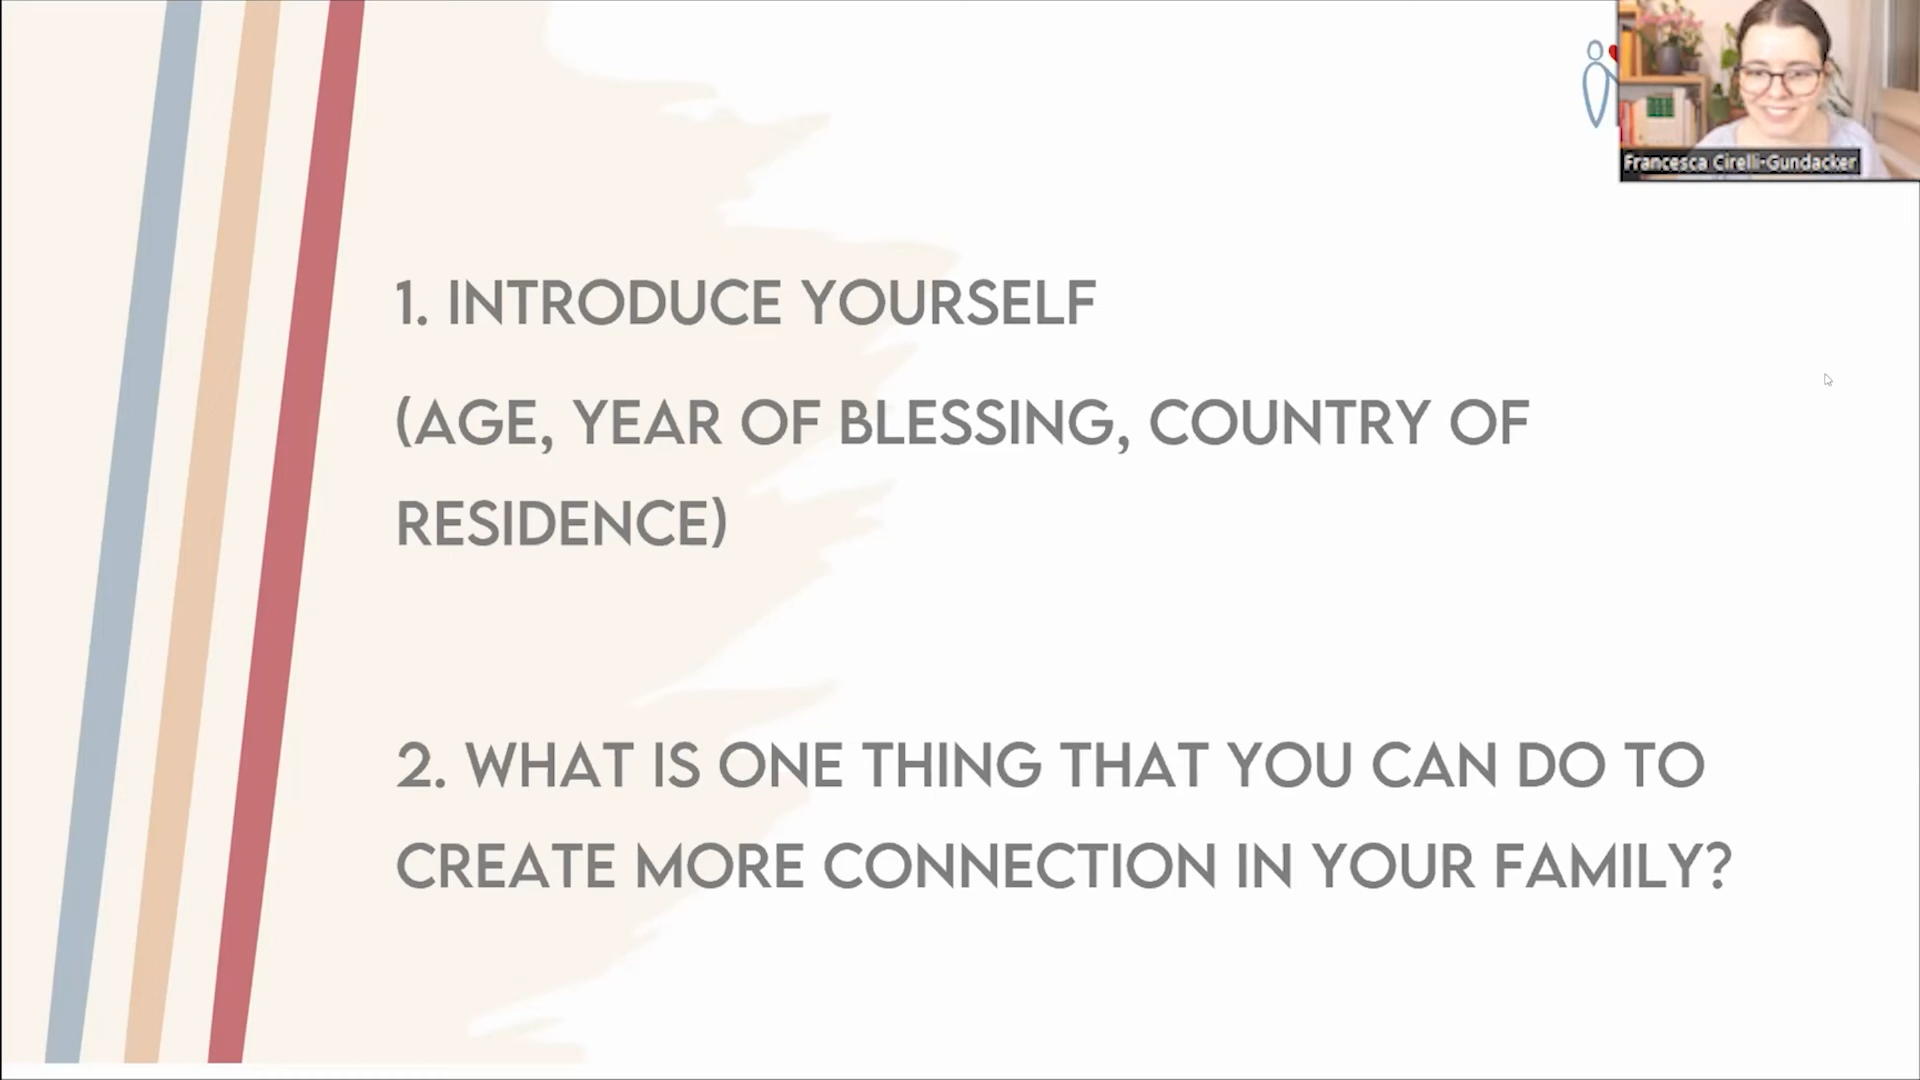 Francesca Cirelli-Gundacker
1. INTRODUCE YOURSELF
(AGE, YEAR OF BLESSING, COUNTRY OF
RESIDENCE)
2. WHAT IS ONE THING THAT YOU CAN DO TO
CREATE MORE CONNECTION IN YOUR FAMILY?